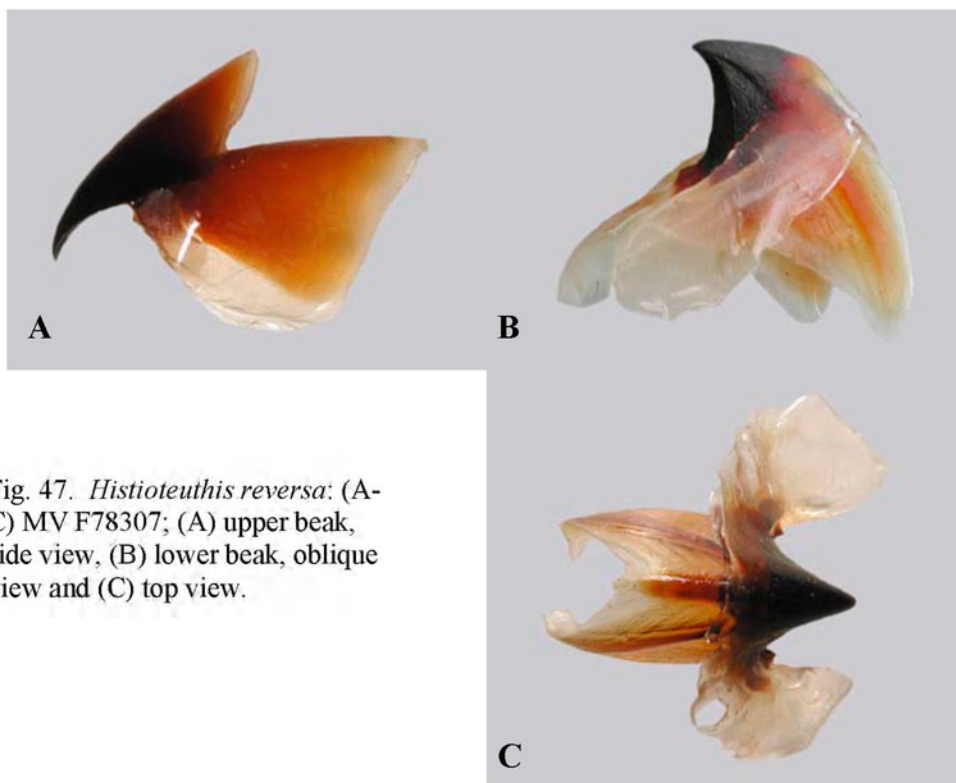 A
B
ig. 47. Histioteuthis reversa: (A-
C) MV F78307; (A) upper beak,
ide view, (B) lower beak, oblique
iew and (C) top view.
C